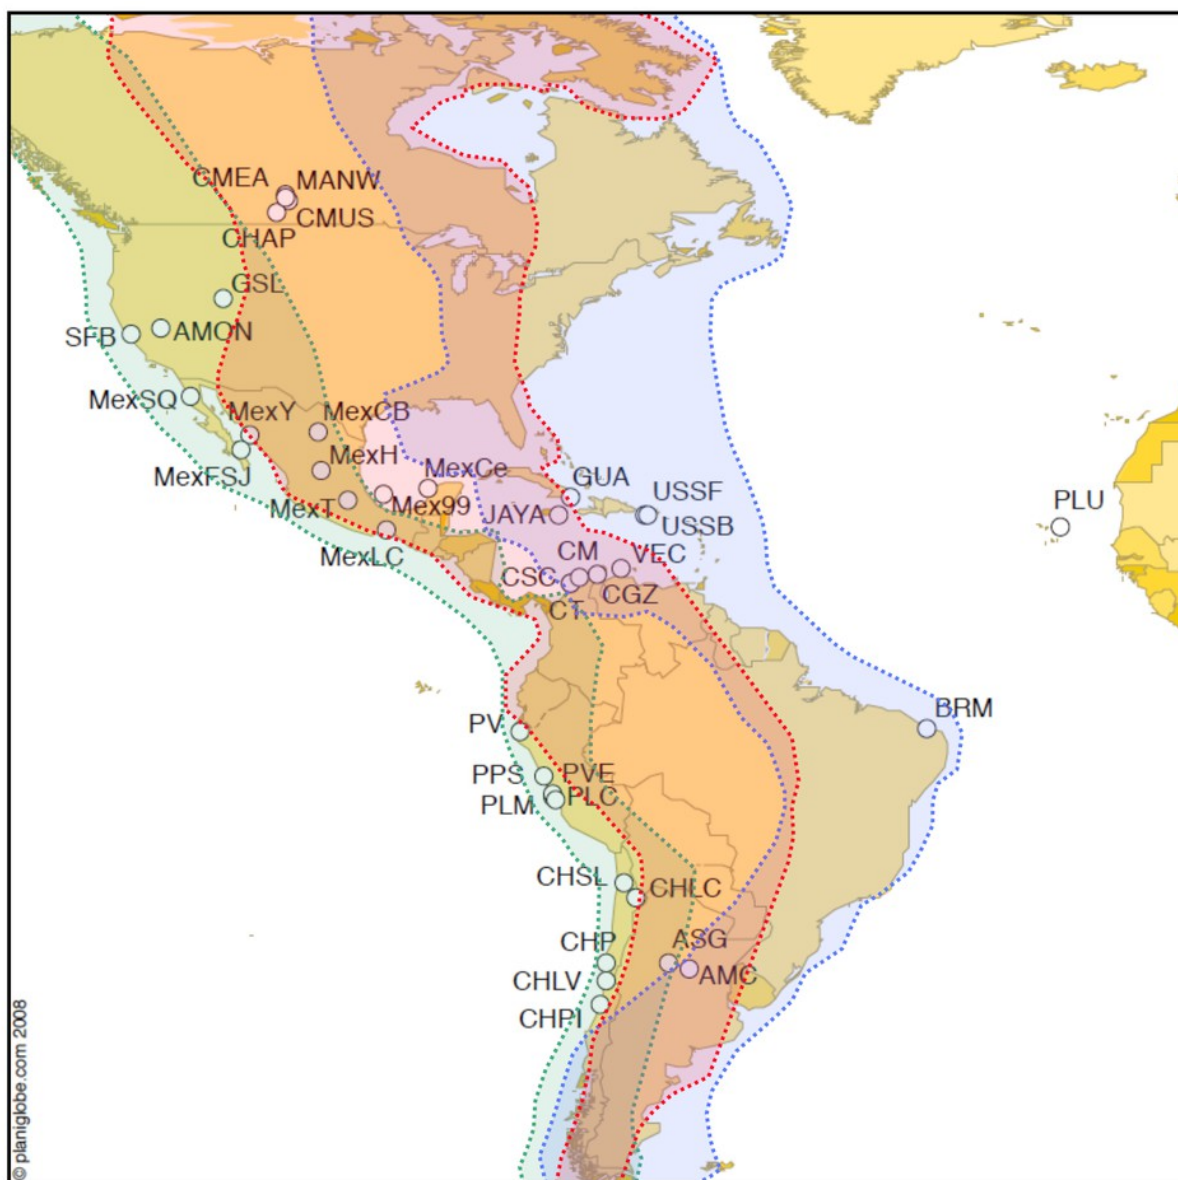 CMEA
MANW
CMUS
CHAP
GSL
SFB
AMON
MexSQ
MexY
MexCB
MexH
MexFSJ
MexCe
GUA
MexT
Mex99
JAYA
USSF
USSB
PLU
MexLC
CM
VEC
CSC
CGZ
CT
BRM
PV
PPS
PVE
PLM
PLC
CHSL
CHLC
CHP
ASG
CHLV
AMC
CHPI
© planiglobe.com 2008